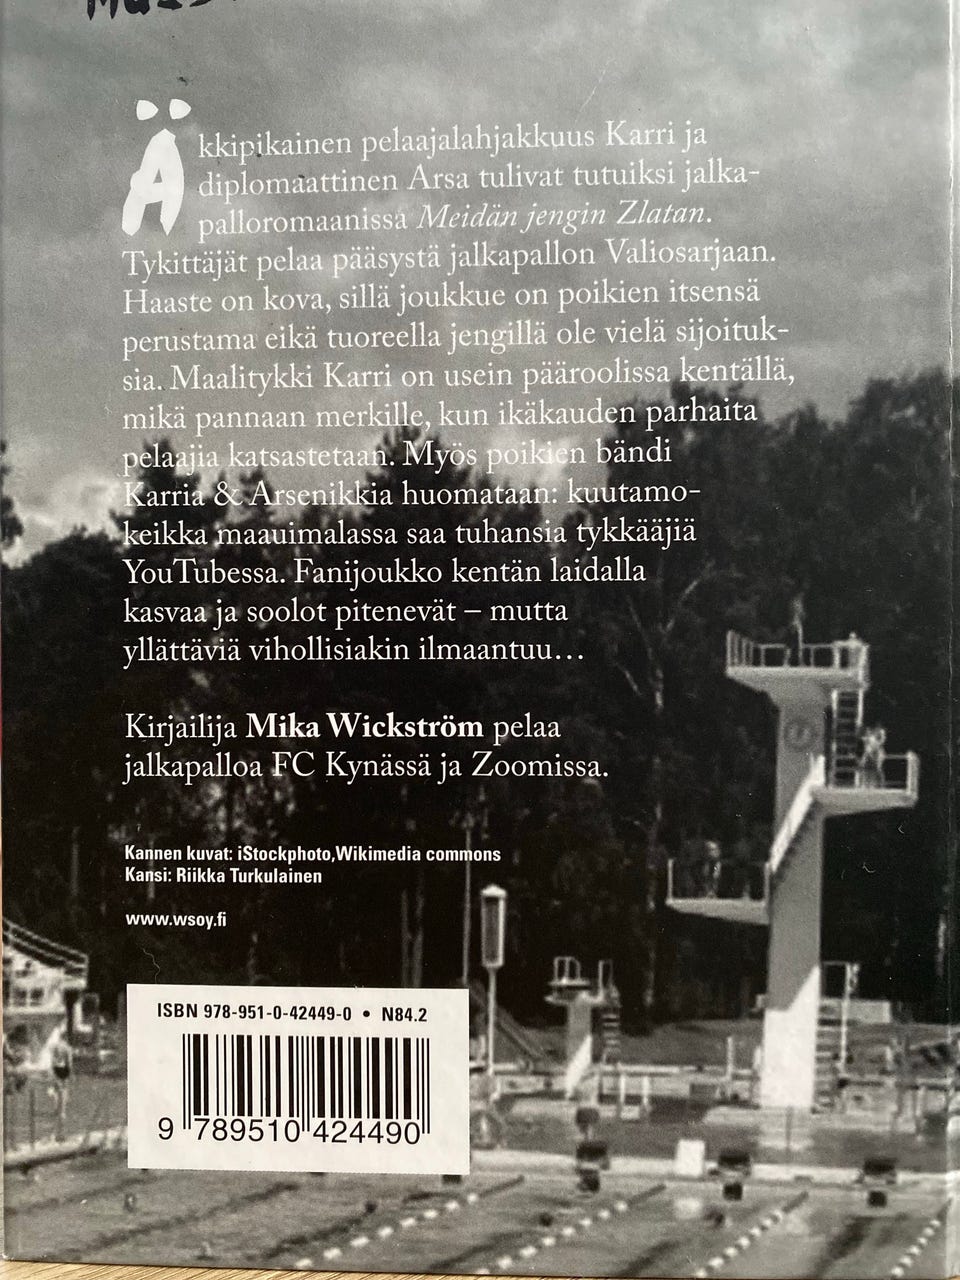 Äkkipikainen pelaajalahjakkuus Karri ja
diplomaattinen Arsa tulivat tutuiksi jalka-
palloromaanissa Meidän jengin Zlatan.
Tykittäjät pelaa pääsystä jalkapallon Valiosarjaan.
Haaste on kova, sillä joukkue on poikien itsensä
perustama eikä tuoreella jengillä ole vielä sijoituk-
sia. Maalitykki Karri on usein pääroolissa kentällä,
mikä pannaan merkille, kun ikäkauden parhaita
pelaajia katsastetaan. Myös poikien bändi
Karria & Arsenikkia huomataan: kuutamo-
keikka maauimalassa saa tuhansia tykkääjiä
YouTubessa. Fanijoukko kentän laidalla
kasvaa ja soolot pitenevät – mutta
yllättäviä vihollisiakin ilmaantuu...
Kirjailija Mika Wickström pelaa
jalkapalloa FC Kynässä ja Zoomissa.
Kannen kuvat: iStockphoto,Wikimedia commons
Kansi: Riikka Turkulainen
www.wsoy.fi
ISBN 978-951-0-42449-0 • N84.2
9 789510 424490